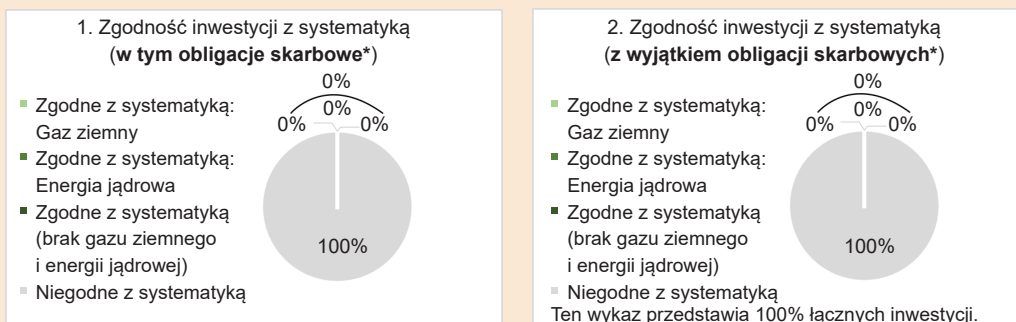 1. Zgodność inwestycji z systematyką
(w tym obligacje skarbowe*)
0%
0%
0%
0%
Zgodne z systematyką:
Gaz ziemny
Zgodne z systematyką:
Energia jądrowa
Zgodne z systematyką
(brak gazu ziemnego
i energii jądrowej)
Niegodne z systematyką
100%
2. Zgodność inwestycji z systematyką
(z wyjątkiem obligacji skarbowych*)
0%
0%
0%
0%
Zgodne z systematyką:
Gaz ziemny
Zgodne z systematyką:
Energia jądrowa
Zgodne z systematyką
(brak gazu ziemnego
i energii jądrowej)
Niegodne z systematyką
100%
Ten wykaz przedstawia 100% łącznych inwestycji.